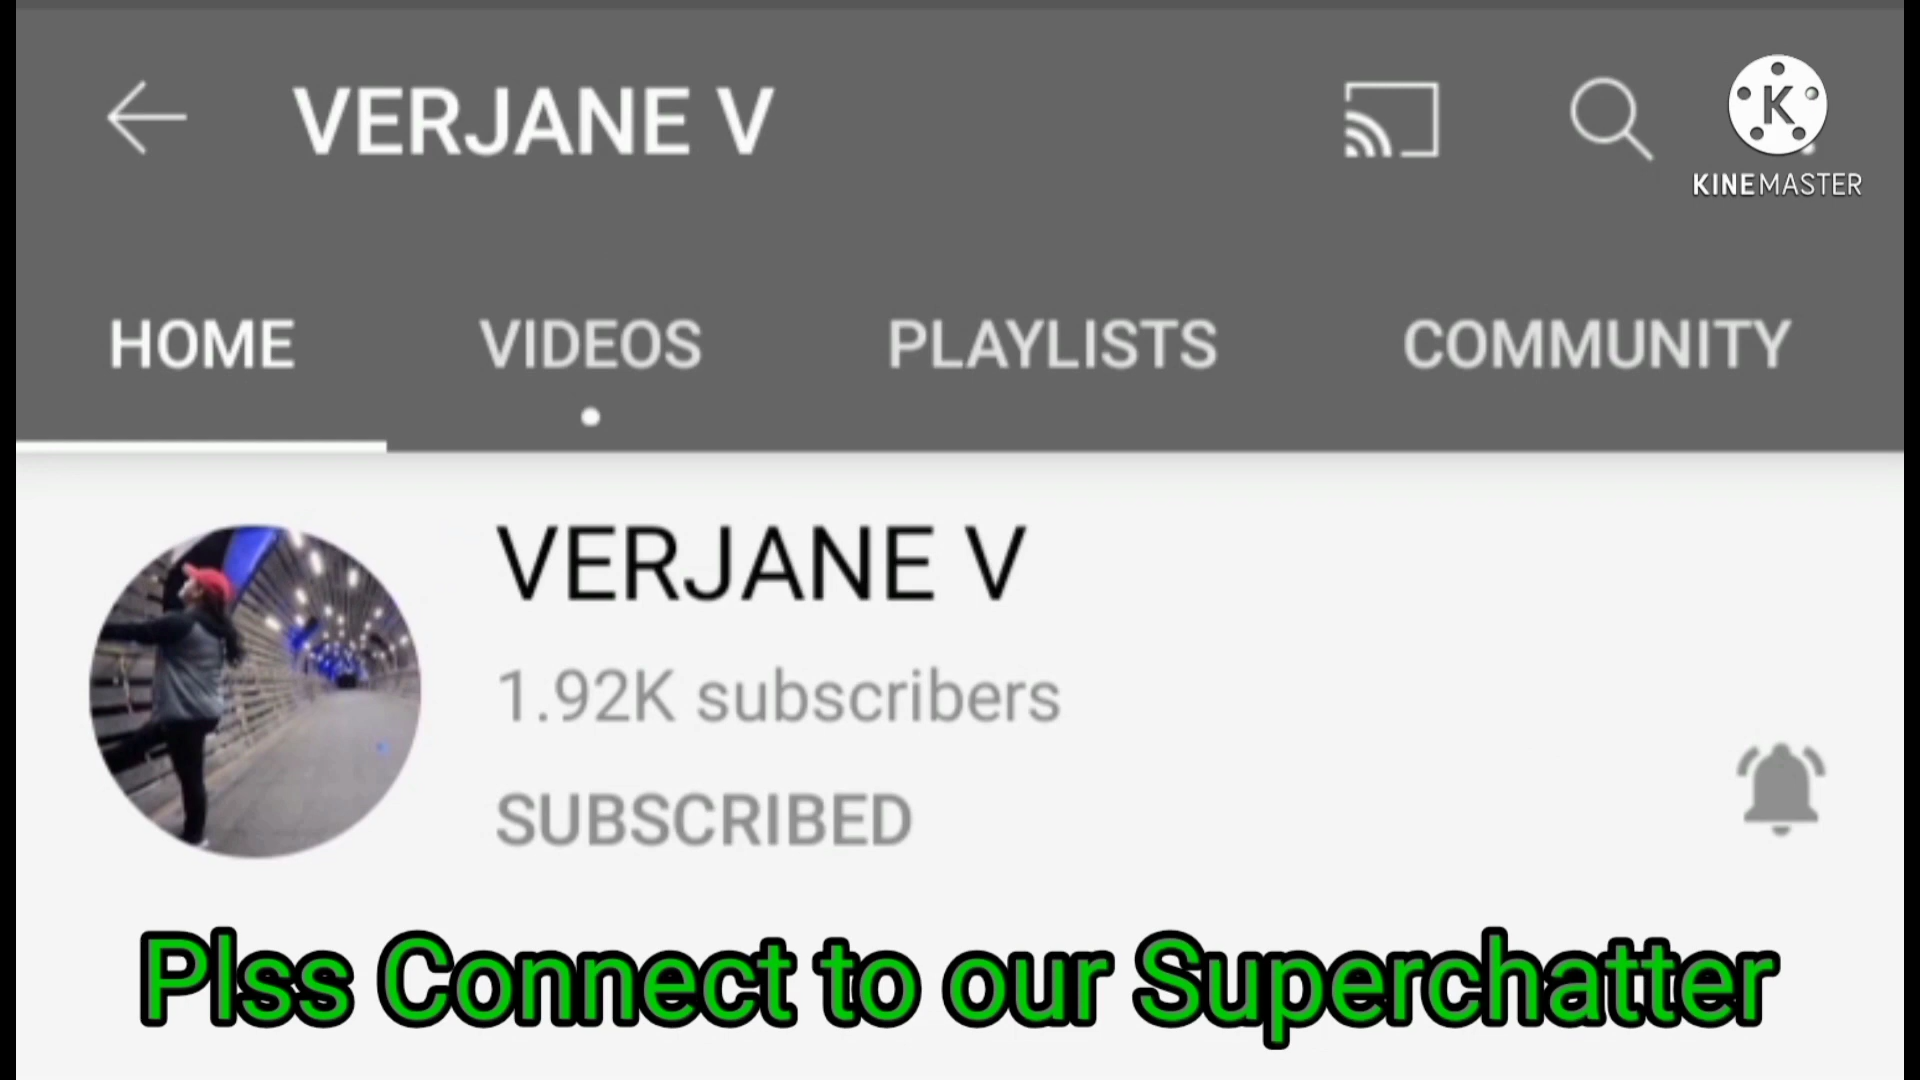 VERJANE V
K
KINEMASTER
HOME VIDEOS PLAYLISTS COMMUNITY
VERJANE V
1.92K subscribers
SUBSCRIBED
Plss Connect to our Superchatter